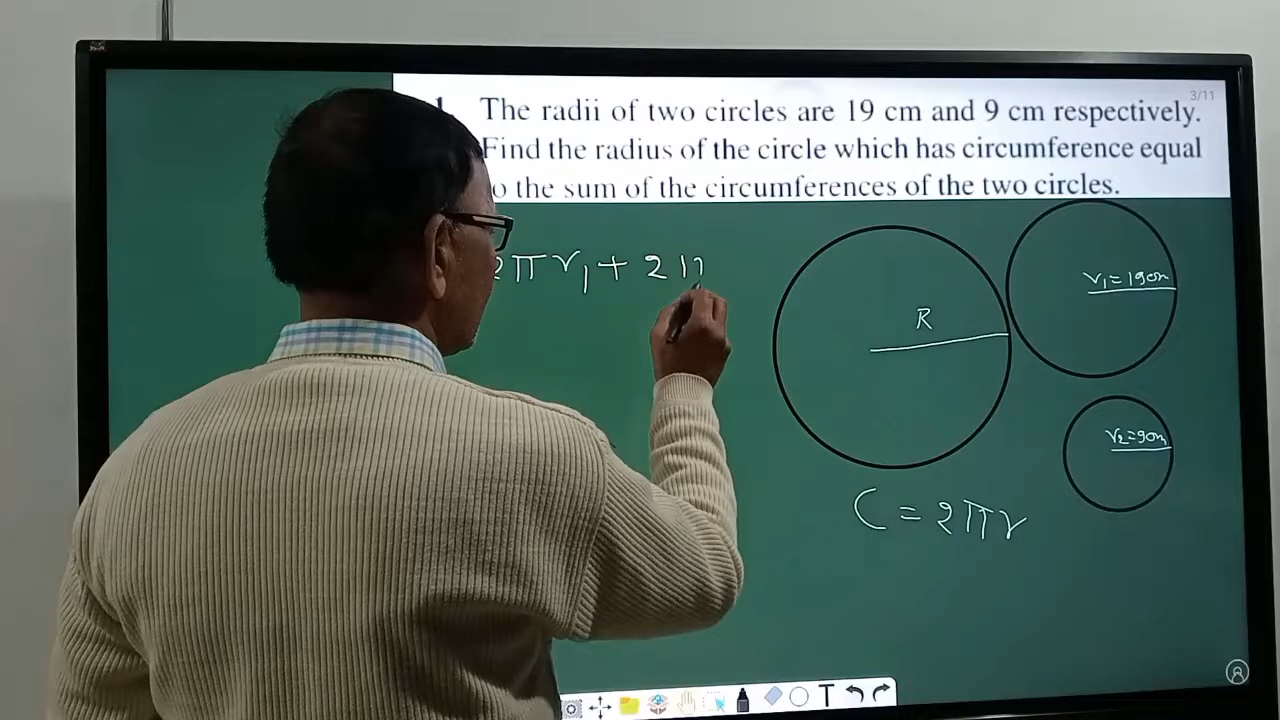 3/11
The radii of two circles are 19 cm and 9 cm respectively.
Find the radius of the circle which has circumference equal
to the sum of the circumferences of the two circles.
2πr₁ + 2π
r₁=19cm
R
r₂=9cm
C = 2πr
T